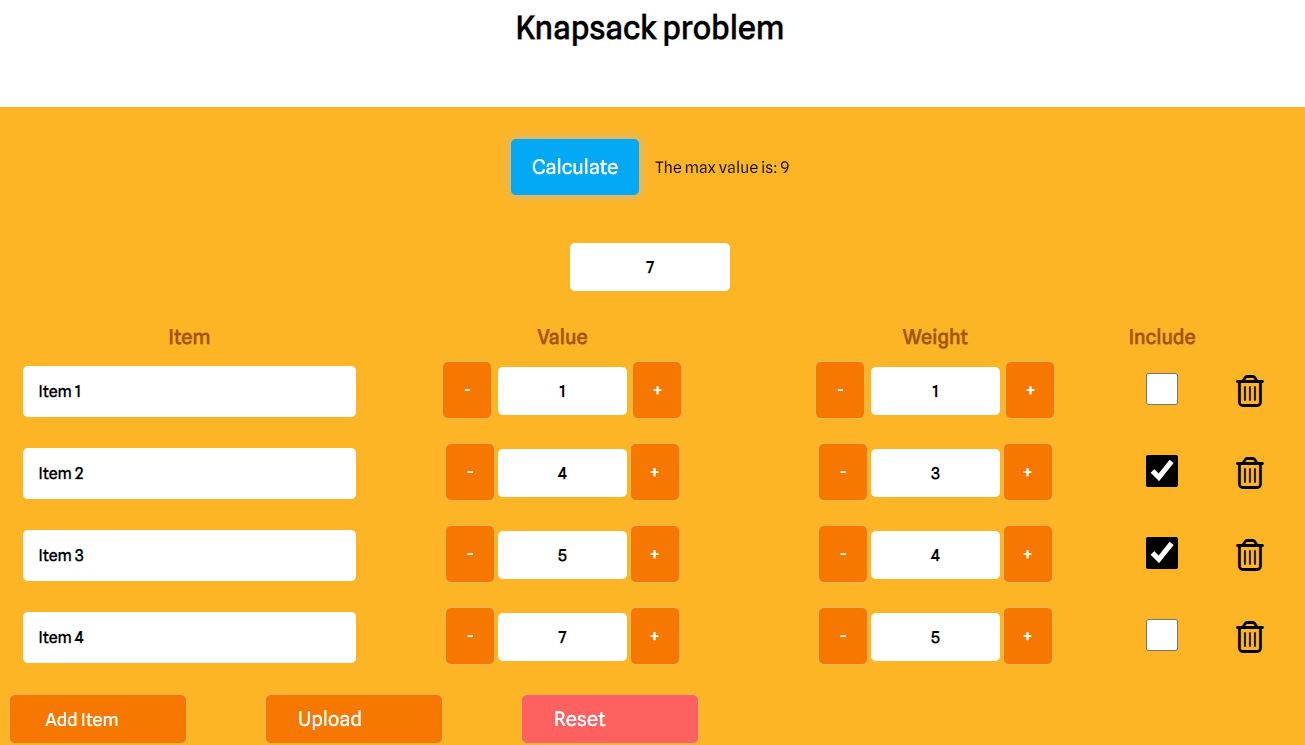 Knapsack problem
Calculate The max value is: 9
7
Item Value Weight Include
Item 1 - 1 + - 1 +
Item 2 - 4 + - 3 +
Item 3 - 5 + - 4 +
Item 4 - 7 + - 5 +
Add Item Upload Reset